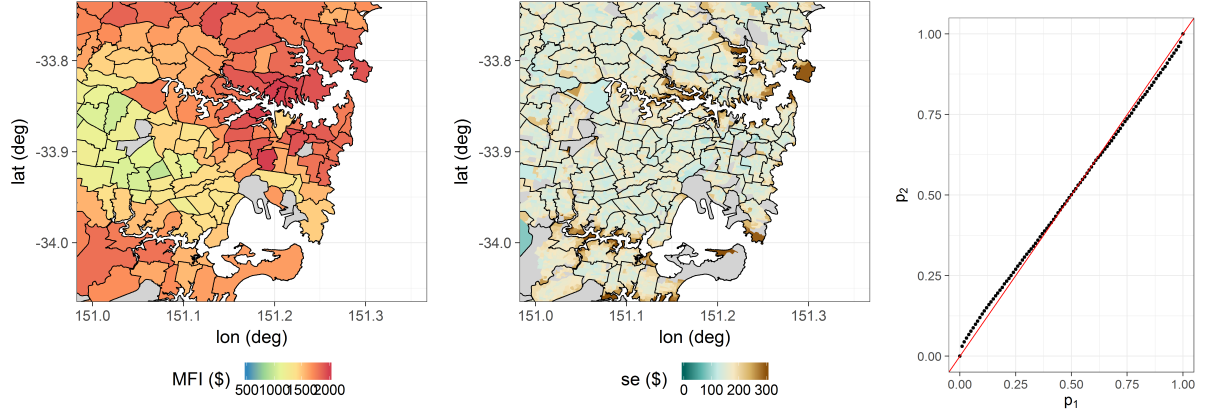 -33.8
-33.9
-34.0
lat (deg)
151.0 151.1 151.2 151.3
lon (deg)
MFI ($)
500 1000 1500 2000
-33.8
-33.9
-34.0
lat (deg)
151.0 151.1 151.2 151.3
lon (deg)
se ($)
0 100 200 300
1.00
0.75
0.50
0.25
0.00
p2
0.00 0.25 0.50 0.75 1.00
p1